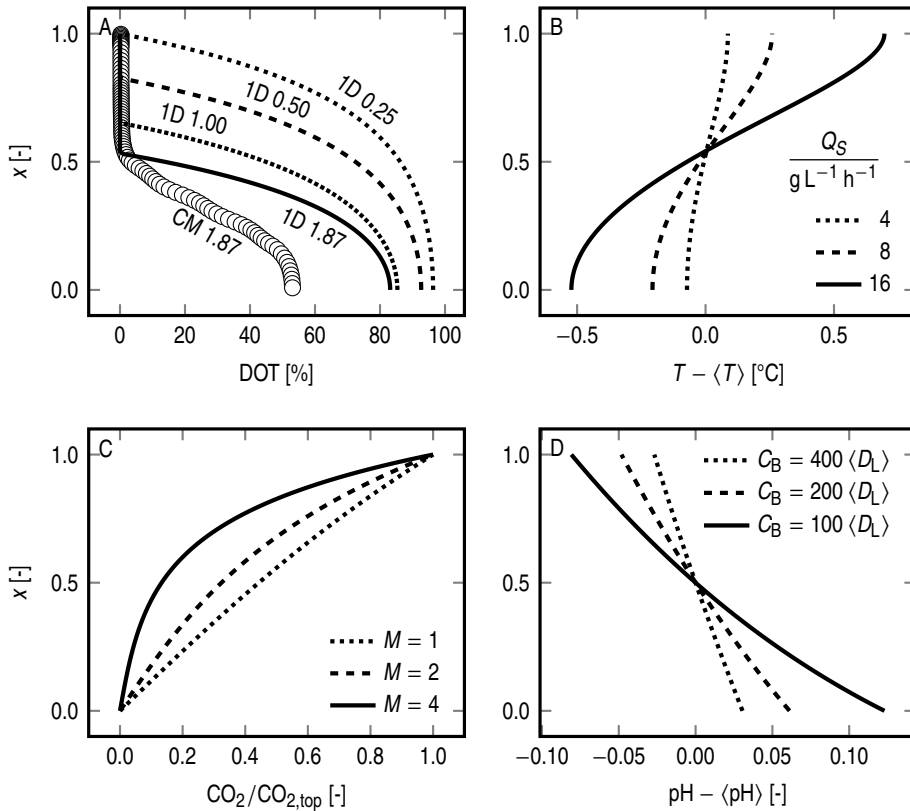 A
1.0
0.5
0.0
x [-]
1D 0.25
1D 0.50
1D 1.00
1D 1.87
CM 1.87
0 20 40 60 80 100
DOT [%]
B
1.0
0.5
0.0
Q_S
g L⁻¹ h⁻¹
4
8
16
−0.5 0.0 0.5
T − ⟨T⟩ [°C]
C
1.0
0.5
0.0
x [-]
M = 1
M = 2
M = 4
0.0 0.2 0.4 0.6 0.8 1.0
CO₂/CO₂,top [-]
D
1.0
0.5
0.0
C_B = 400 ⟨D_L⟩
C_B = 200 ⟨D_L⟩
C_B = 100 ⟨D_L⟩
−0.10 −0.05 0.00 0.05 0.10
pH − ⟨pH⟩ [-]